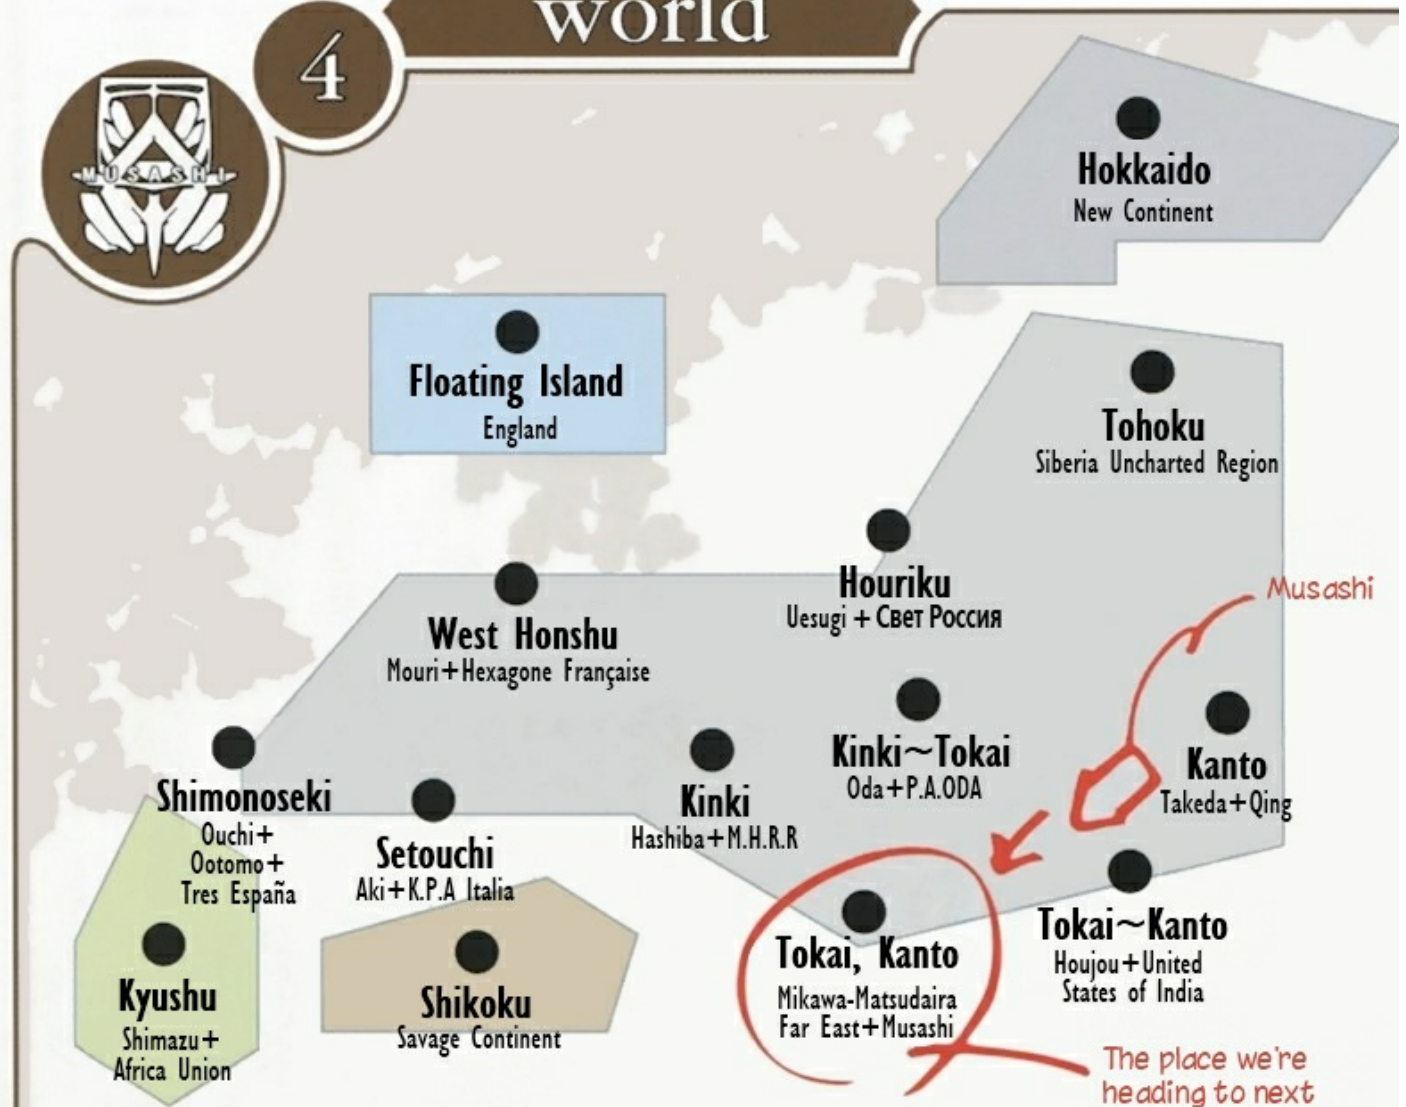 world
4
MUSASHI
Hokkaido
New Continent
Floating Island
England
Tohoku
Siberia Uncharted Region
Houriku
Uesugi + Свет Россия
Musashi
West Honshu
Mouri+Hexagone Française
Kinki~Tokai
Oda+P.A.ODA
Kanto
Takeda+Qing
Shimonoseki
Ouchi+
Ootomo+
Tres España
Setouchi
Aki+K.P.A Italia
Kinki
Hashiba+M.H.R.R
Tokai, Kanto
Mikawa-Matsudaira
Far East+Musashi
Tokai~Kanto
Houjou+United
States of India
Kyushu
Shimazu+
Africa Union
Shikoku
Savage Continent
The place we're
heading to next